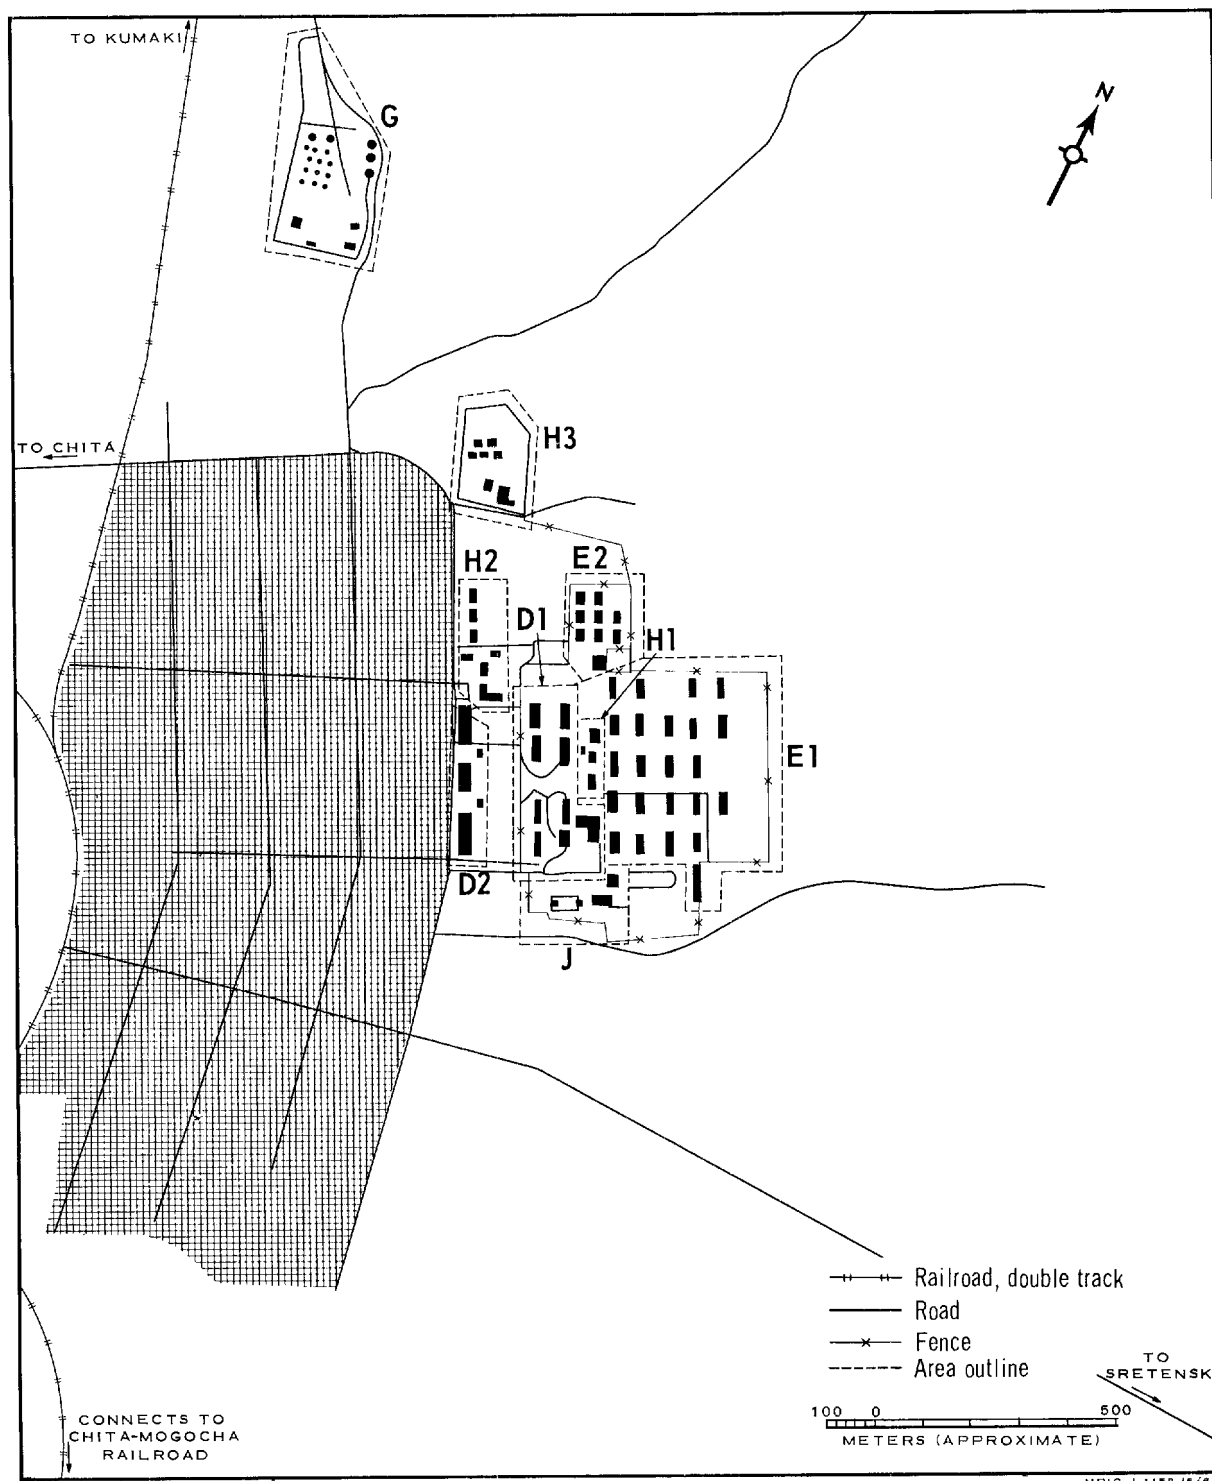 TO KUMAKI
N
G
TO CHITA
H3
H2
E2
D1
H1
E1
D2
J
Railroad, double track
Road
Fence
Area outline
TO
SRETENSK
100 0 500
METERS (APPROXIMATE)
CONNECTS TO
CHITA-MOGOCHA
RAILROAD